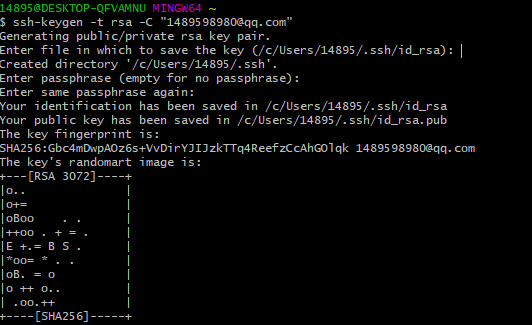 14895@DESKTOP-QFVAMNU MINGW64 ~
$ ssh-keygen -t rsa -C "1489598980@qq.com"
Generating public/private rsa key pair.
Enter file in which to save the key (/c/Users/14895/.ssh/id_rsa):
Created directory '/c/Users/14895/.ssh'.
Enter passphrase (empty for no passphrase):
Enter same passphrase again:
Your identification has been saved in /c/Users/14895/.ssh/id_rsa
Your public key has been saved in /c/Users/14895/.ssh/id_rsa.pub
The key fingerprint is:
SHA256:Gbc4mDwpAOz6s+VvDirYJIJzkTTq4ReefzCcAhGOlqk 1489598980@qq.com
The key's randomart image is:
+---[RSA 3072]----+
|o..              |
|o+=              |
|oBoo    . .      |
|++oo . + = .     |
|E +.= B S .      |
|*oo= * . .       |
|oB. = o          |
|o ++ o..         |
| .oo.++          |
+----[SHA256]-----+